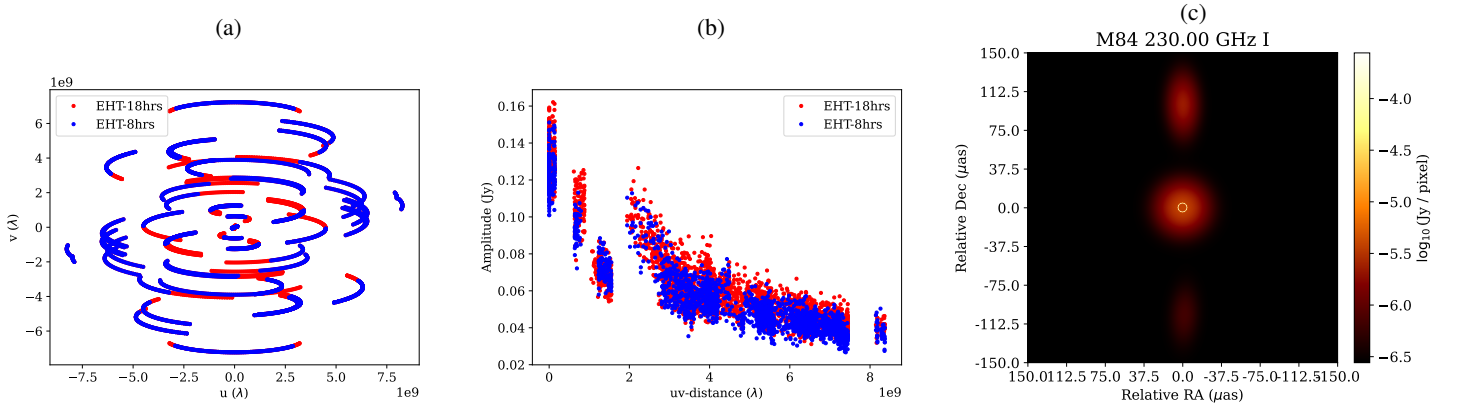 (a)
(b)
(c)
1e9
EHT-18hrs
EHT-8hrs
6
4
2
0
−2
−4
−6
v (λ)
−7.5 −5.0 −2.5 0.0 2.5 5.0 7.5
u (λ)
1e9
EHT-18hrs
EHT-8hrs
0.16
0.14
0.12
0.10
0.08
0.06
0.04
0.02
Amplitude (Jy)
0 2 4 6 8
uv-distance (λ)
1e9
M84 230.00 GHz I
150.0
112.5
75.0
37.5
0.0
-37.5
-75.0
-112.5
-150.0
Relative Dec (μas)
150.0 112.5 75.0 37.5 0.0 -37.5 -75.0 -112.5 -150.0
Relative RA (μas)
−4.0
−4.5
−5.0
−5.5
−6.0
−6.5
log₁₀ (Jy / pixel)